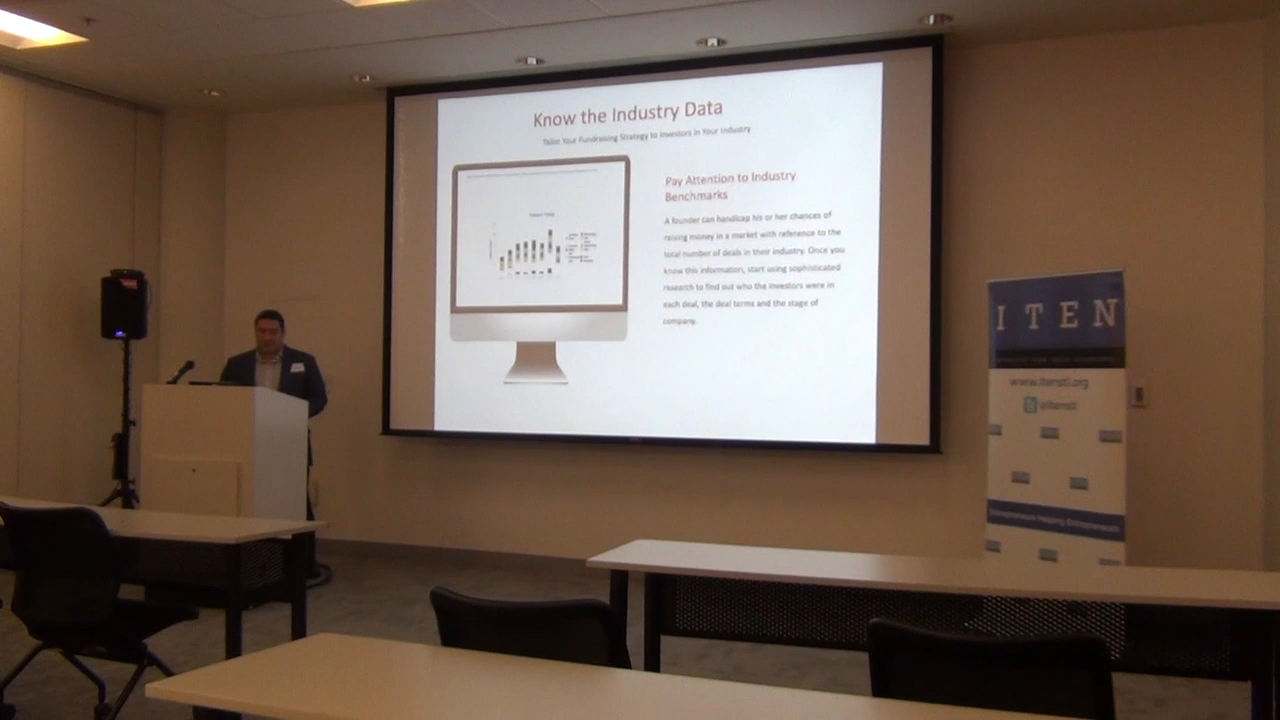 Know the Industry Data
Tailor Your Fundraising Strategy to Investors in Your Industry
Pay Attention to Industry
Benchmarks
A founder can handicap his or her chances of
raising money in a market with reference to the
total number of deals in their industry. Once you
know this information, start using sophisticated
research to find out who the investors were in
each deal, the deal terms and the stage of
company.
ITEN
www.itenstl.org
@itenstl
Entrepreneurs Helping Entrepreneurs